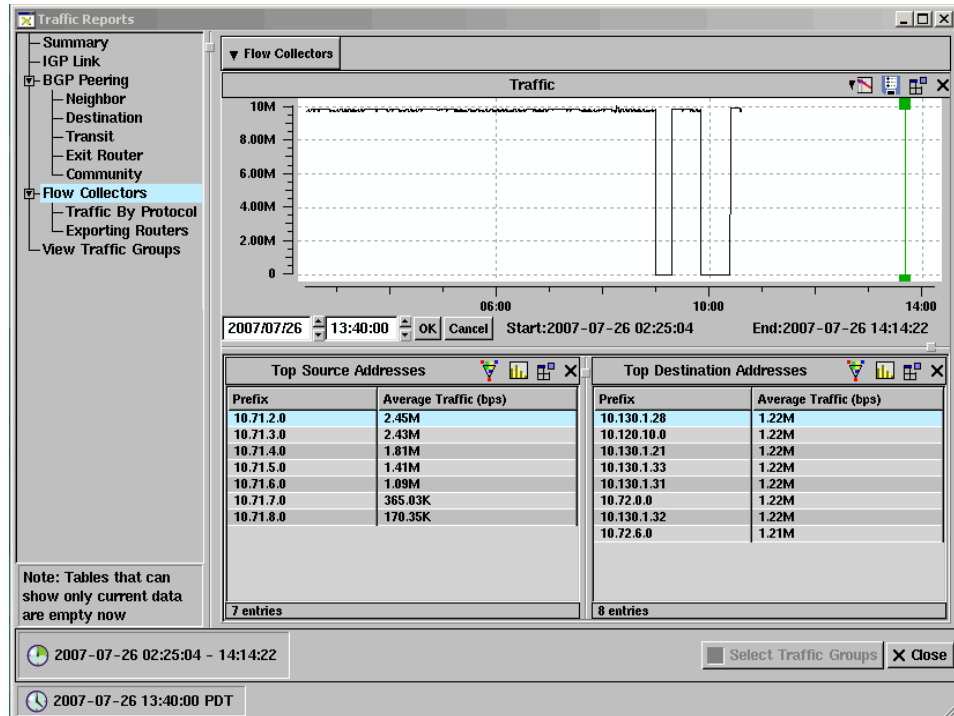 Traffic Reports
Summary
IGP Link
BGP Peering
Neighbor
Destination
Transit
Exit Router
Community
Flow Collectors
Traffic By Protocol
Exporting Routers
View Traffic Groups
Note: Tables that can
show only current data
are empty now
Flow Collectors
Traffic
10M
8.00M
6.00M
4.00M
2.00M
0
06:00 10:00 14:00
2007/07/26 13:40:00 OK Cancel Start:2007-07-26 02:25:04 End:2007-07-26 14:14:22
Top Source Addresses
Prefix Average Traffic (bps)
10.71.2.0 2.45M
10.71.3.0 2.43M
10.71.4.0 1.81M
10.71.5.0 1.41M
10.71.6.0 1.09M
10.71.7.0 365.03K
10.71.8.0 170.35K
7 entries
Top Destination Addresses
Prefix Average Traffic (bps)
10.130.1.28 1.22M
10.120.10.0 1.22M
10.130.1.21 1.22M
10.130.1.33 1.22M
10.130.1.31 1.22M
10.72.0.0 1.22M
10.130.1.32 1.22M
10.72.6.0 1.21M
8 entries
2007-07-26 02:25:04 - 14:14:22
Select Traffic Groups
Close
2007-07-26 13:40:00 PDT